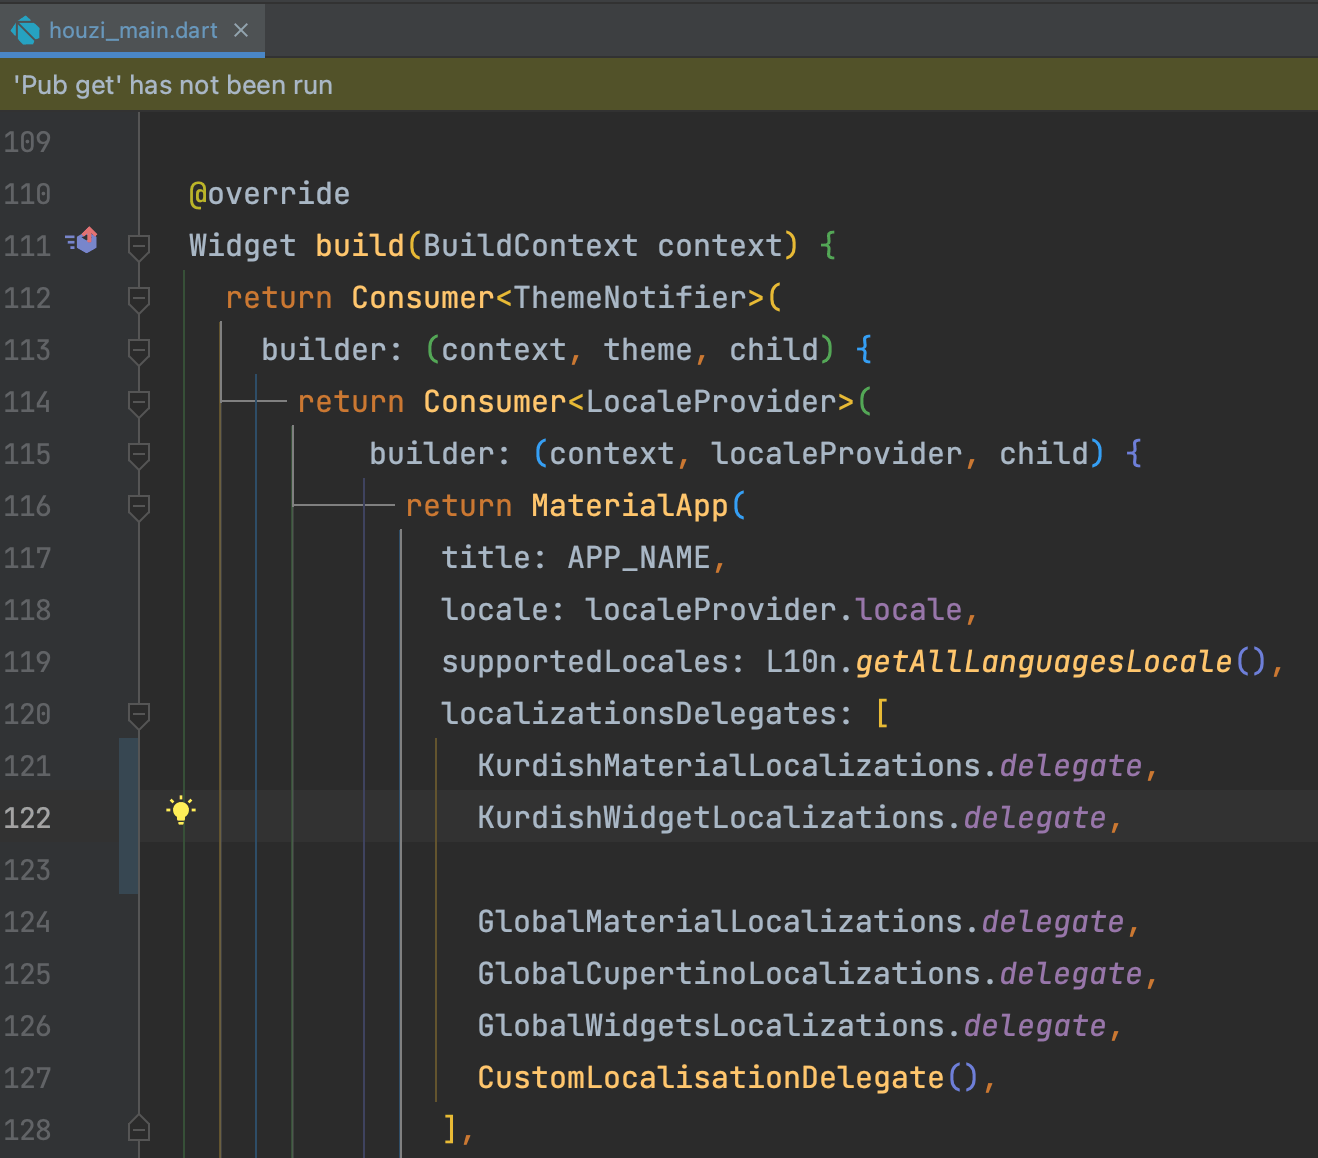 houzi_main.dart
'Pub get' has not been run
109
110 @override
111 Widget build(BuildContext context) {
112 return Consumer<ThemeNotifier>(
113 builder: (context, theme, child) {
114 return Consumer<LocaleProvider>(
115 builder: (context, localeProvider, child) {
116 return MaterialApp(
117 title: APP_NAME,
118 locale: localeProvider.locale,
119 supportedLocales: L10n.getAllLanguagesLocale(),
120 localizationsDelegates: [
121 KurdishMaterialLocalizations.delegate,
122 KurdishWidgetLocalizations.delegate,
123
124 GlobalMaterialLocalizations.delegate,
125 GlobalCupertinoLocalizations.delegate,
126 GlobalWidgetsLocalizations.delegate,
127 CustomLocalisationDelegate(),
128 ],